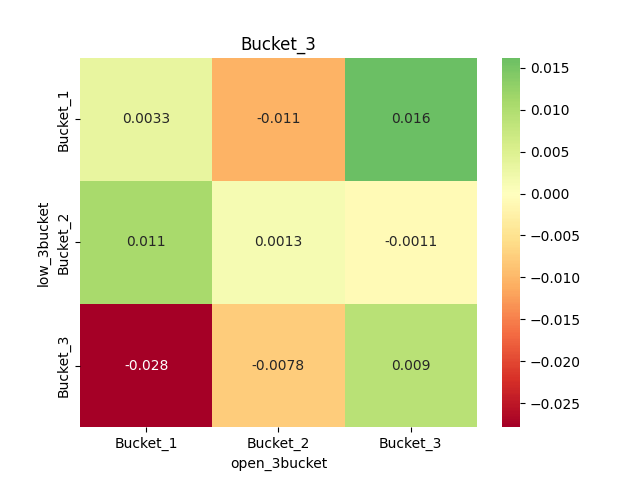 Bucket_3
Bucket_1
0.0033 -0.011 0.016
low_3bucket
Bucket_2
0.011 0.0013 -0.0011
Bucket_3
-0.028 -0.0078 0.009
Bucket_1 Bucket_2 Bucket_3
open_3bucket
0.015
0.010
0.005
0.000
−0.005
−0.010
−0.015
−0.020
−0.025